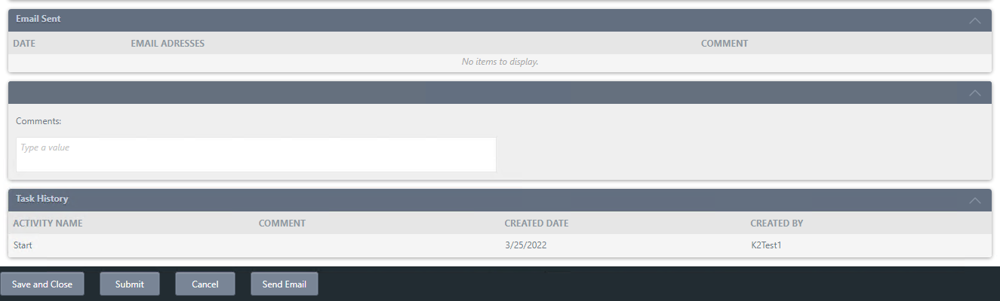 Email Sent
DATE EMAIL ADRESSES COMMENT
No items to display.
Comments:
Type a value
Task History
ACTIVITY NAME COMMENT CREATED DATE CREATED BY
Start 3/25/2022 K2Test1
Save and Close Submit Cancel Send Email